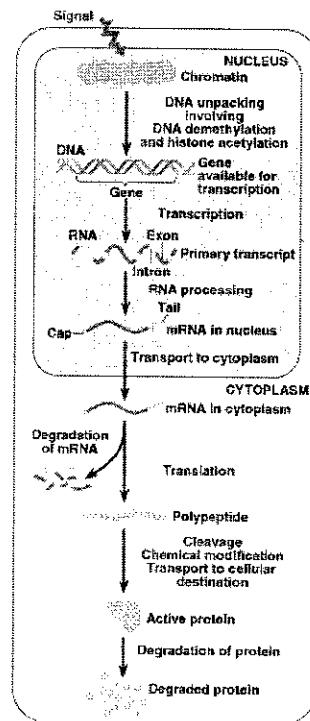 Signal
NUCLEUS
Chromatin
DNA unpacking
involving
DNA demethylation
and histone acetylation
DNA
Gene
available for
transcription
Gene
Transcription
RNA
Exon
Primary transcript
Intron
RNA processing
Tail
Cap
mRNA in nucleus
Transport to cytoplasm
CYTOPLASM
mRNA in cytoplasm
Degradation
of mRNA
Translation
Polypeptide
Cleavage
Chemical modification
Transport to cellular
destination
Active protein
Degradation of protein
Degraded protein